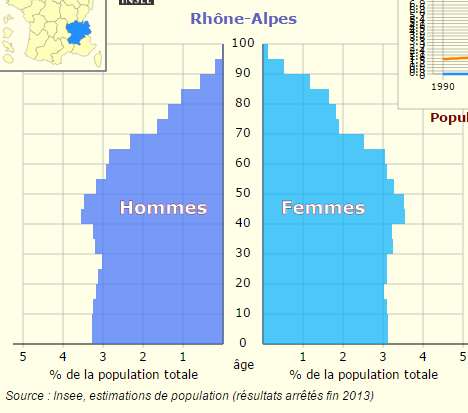 INSEE
Rhône-Alpes
100
90
80
70
60
50
40
30
20
10
0
Hommes
Femmes
5 4 3 2 1 âge 1 2 3 4 5
% de la population totale % de la population totale
1990
Popul
Source : Insee, estimations de population (résultats arrêtés fin 2013)